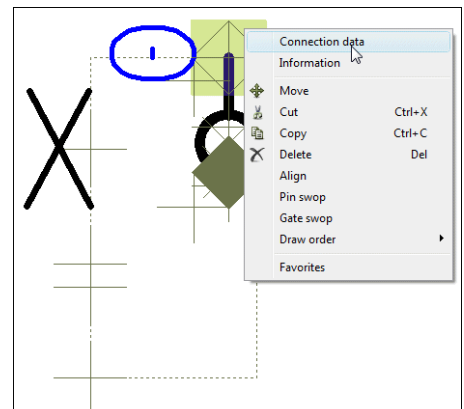 Connection data
Information
Move
Cut Ctrl+X
Copy Ctrl+C
Delete Del
Align
Pin swop
Gate swop
Draw order
Favorites